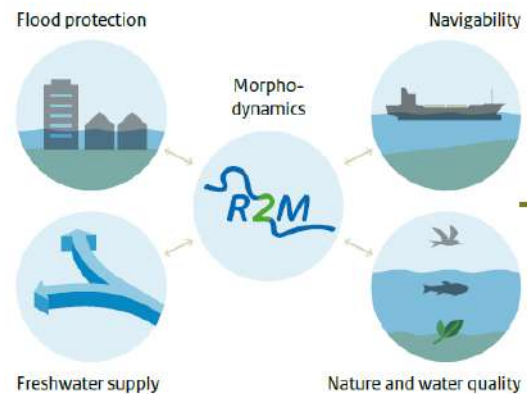 Flood protection
Navigability
Morpho-
dynamics
R2M
Freshwater supply
Nature and water quality